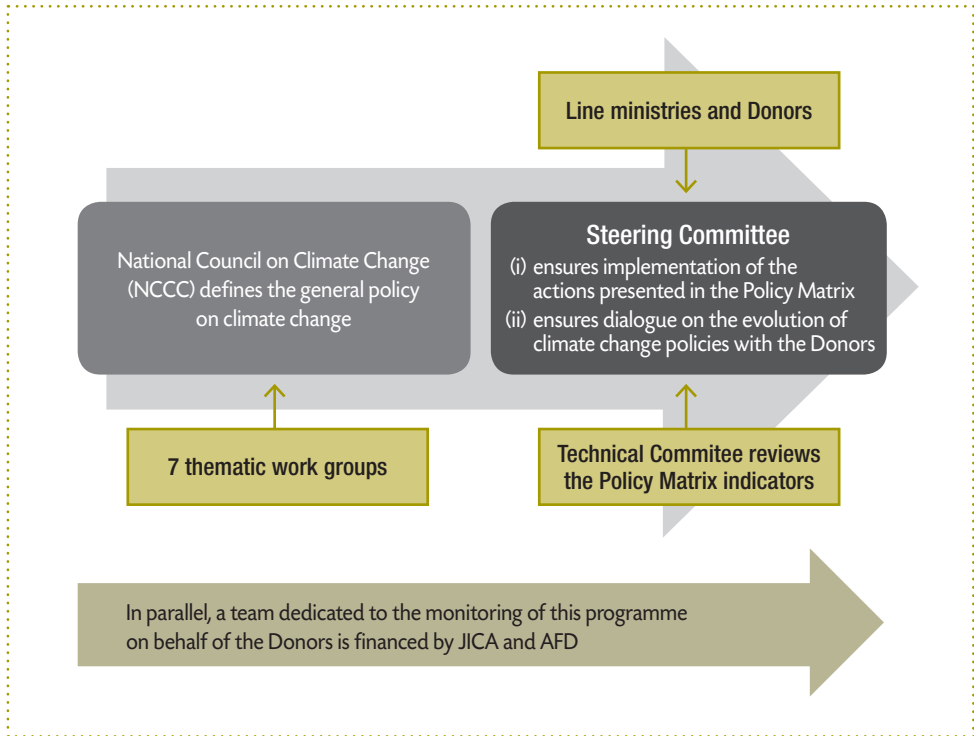 Line ministries and Donors
National Council on Climate Change
(NCCC) defines the general policy
on climate change
Steering Committee
(i) ensures implementation of the
actions presented in the Policy Matrix
(ii) ensures dialogue on the evolution of
climate change policies with the Donors
7 thematic work groups
Technical Commitee reviews
the Policy Matrix indicators
In parallel, a team dedicated to the monitoring of this programme
on behalf of the Donors is financed by JICA and AFD